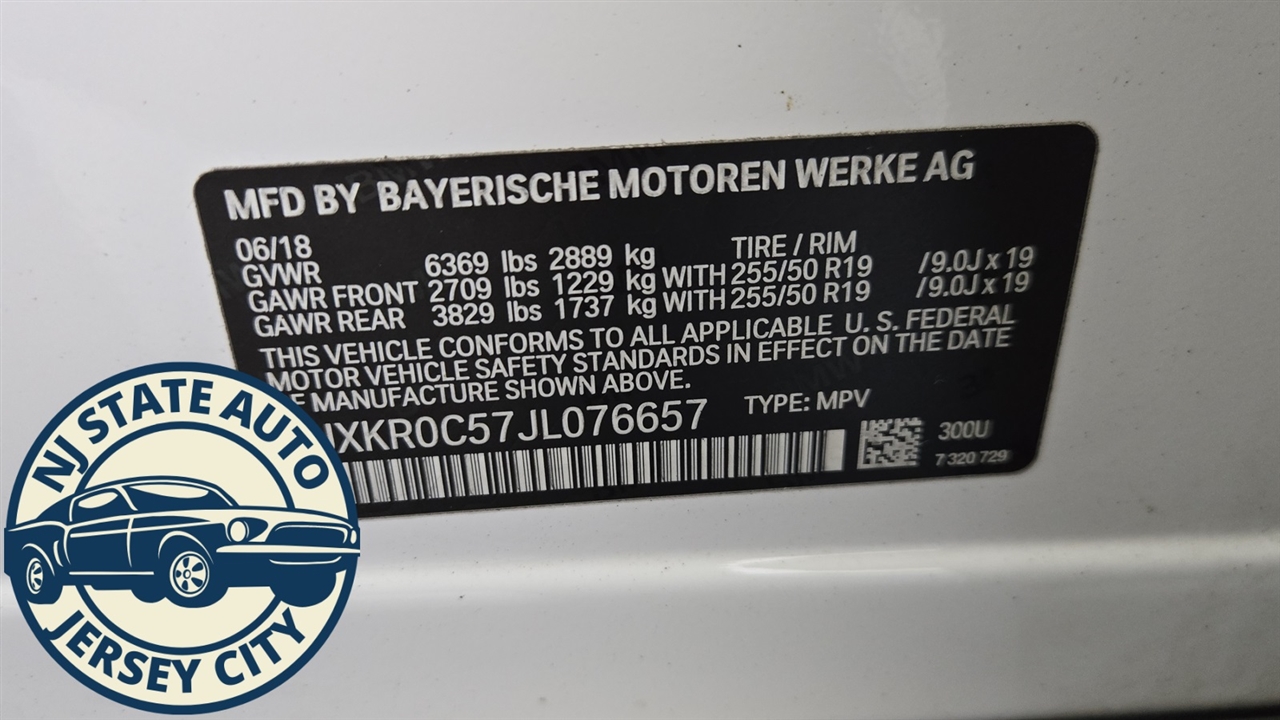 MFD BY BAYERISCHE MOTOREN WERKE AG
06/18
GVWR 6369 lbs 2889 kg TIRE / RIM
GAWR FRONT 2709 lbs 1229 kg WITH 255/50 R19 /9.0J x 19
GAWR REAR 3829 lbs 1737 kg WITH 255/50 R19 /9.0J x 19
THIS VEHICLE CONFORMS TO ALL APPLICABLE U. S. FEDERAL
MOTOR VEHICLE SAFETY STANDARDS IN EFFECT ON THE DATE
MANUFACTURE SHOWN ABOVE.
XKR0C57JL076657 TYPE: MPV
300U
7 320 729
NJ STATE AUTO
JERSEY CITY